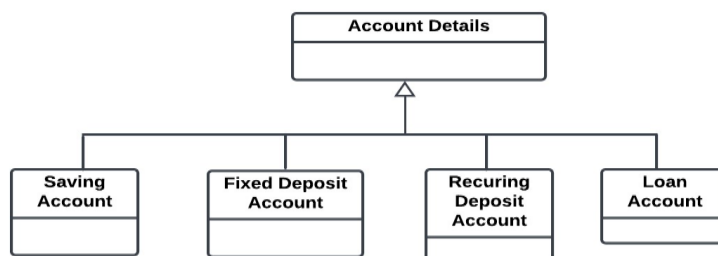 Account Details
Saving
Account
Fixed Deposit
Account
Recuring
Deposit
Account
Loan
Account